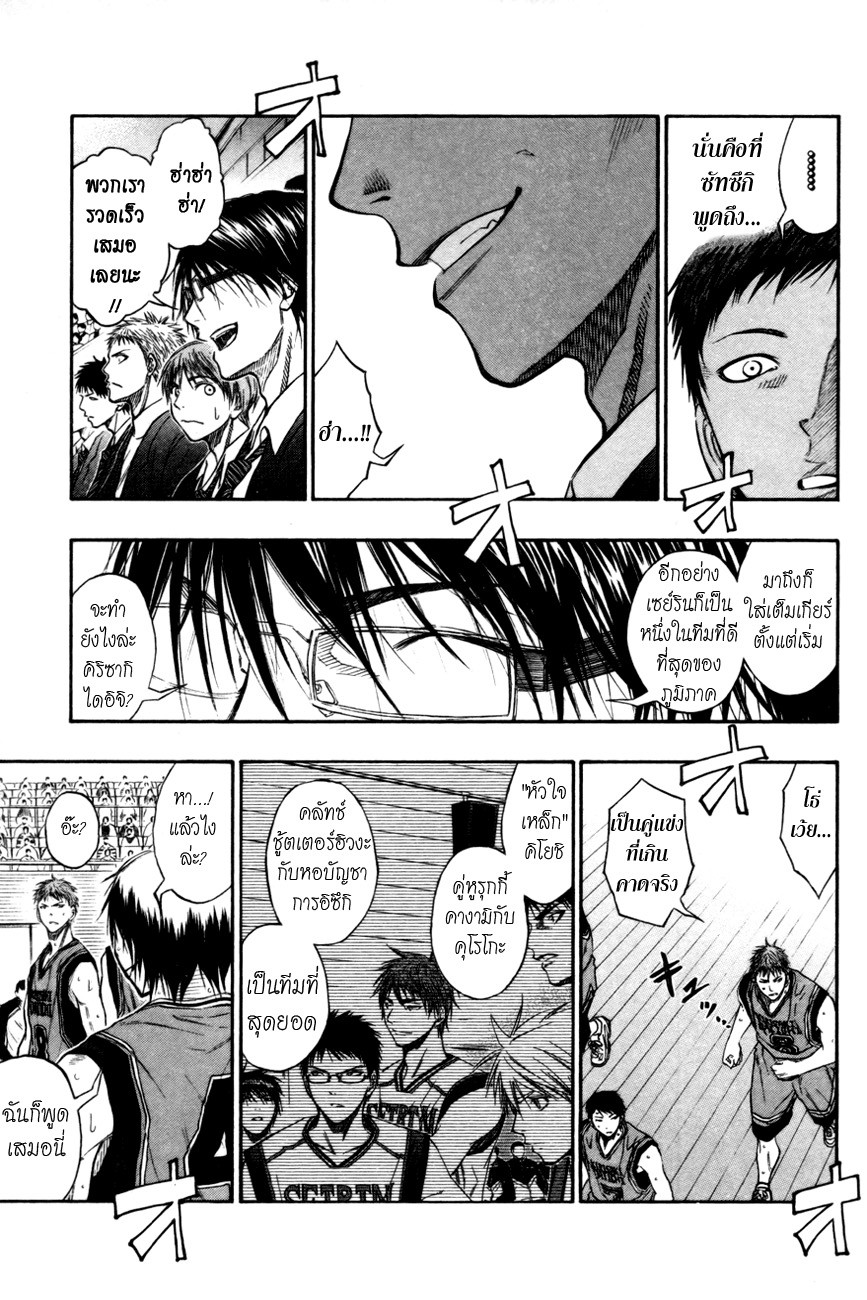 นั่นคือที่
ซัทซึกิ
พูดถึง...
ฮ่า...!!
ฮ่าฮ่า
ฮ่า!
พวกเรา
รวดเร็ว
เสมอ
เลยนะ
!!
オ
オ
オ
มาถึงก็
ใส่เต็มเกียร์
ตั้งแต่เริ่ม
อีกอย่าง
เซย์รินก็เป็น
หนึ่งในทีมที่ดี
ที่สุดของ
ภูมิภาค
จะทำ
ยังไงล่ะ
คิริซากิ
ไดอิจิ?
オ
โธ่
เว้ย...
เป็นคู่แข่ง
ที่เกิน
คาดจริง
"หัวใจ
เหล็ก"
คิโยชิ
คู่หูรุกกี้
คางามิกับ
คุโรโกะ
คลัทช์
ชู้ตเตอร์ฮิวงะ
กับหอบัญชา
การอิซึกิ
เป็นทีมที่
สุดยอด
SEIRIN
SEIRIN
หา...!
แล้วไง
ล่ะ?
อ๊ะ?
ฉันก็พูด
เสมอนี่
オ
オ